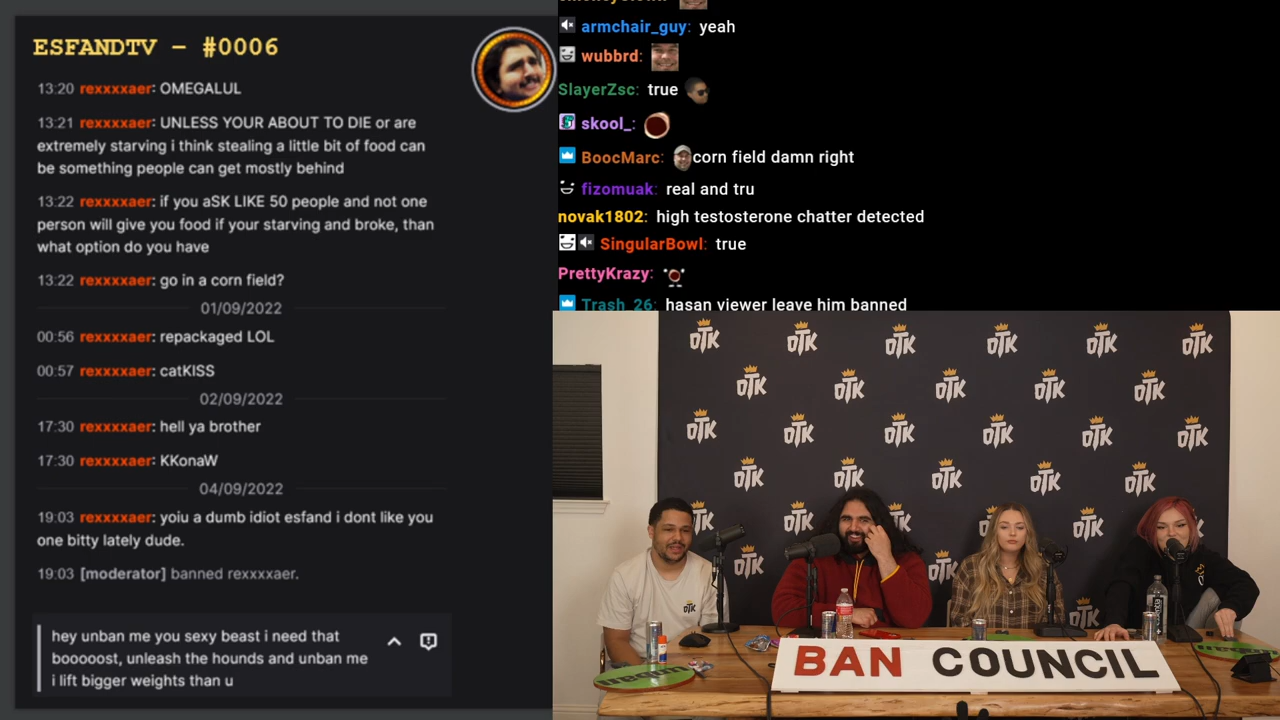 ESFANDTV – #0006
13:20 rexxxxaer: OMEGALUL
13:21 rexxxxaer: UNLESS YOUR ABOUT TO DIE or are
extremely starving i think stealing a little bit of food can
be something people can get mostly behind
13:22 rexxxxaer: if you aSK LIKE 50 people and not one
person will give you food if your starving and broke, than
what option do you have
13:22 rexxxxaer: go in a corn field?
01/09/2022
00:56 rexxxxaer: repackaged LOL
00:57 rexxxxaer: catKISS
02/09/2022
17:30 rexxxxaer: hell ya brother
17:30 rexxxxaer: KKonaW
04/09/2022
19:03 rexxxxaer: yoiu a dumb idiot esfand i dont like you
one bitty lately dude.
19:03 [moderator] banned rexxxxaer.
hey unban me you sexy beast i need that
booooost, unleash the hounds and unban me
i lift bigger weights than u
armchair_guy: yeah
wubbrd:
SlayerZsc: true
skool_:
BoocMarc: corn field damn right
fizomuak: real and tru
novak1802: high testosterone chatter detected
SingularBowl: true
PrettyKrazy:
Trash_26: hasan viewer leave him banned
OTK
BAN COUNCIL